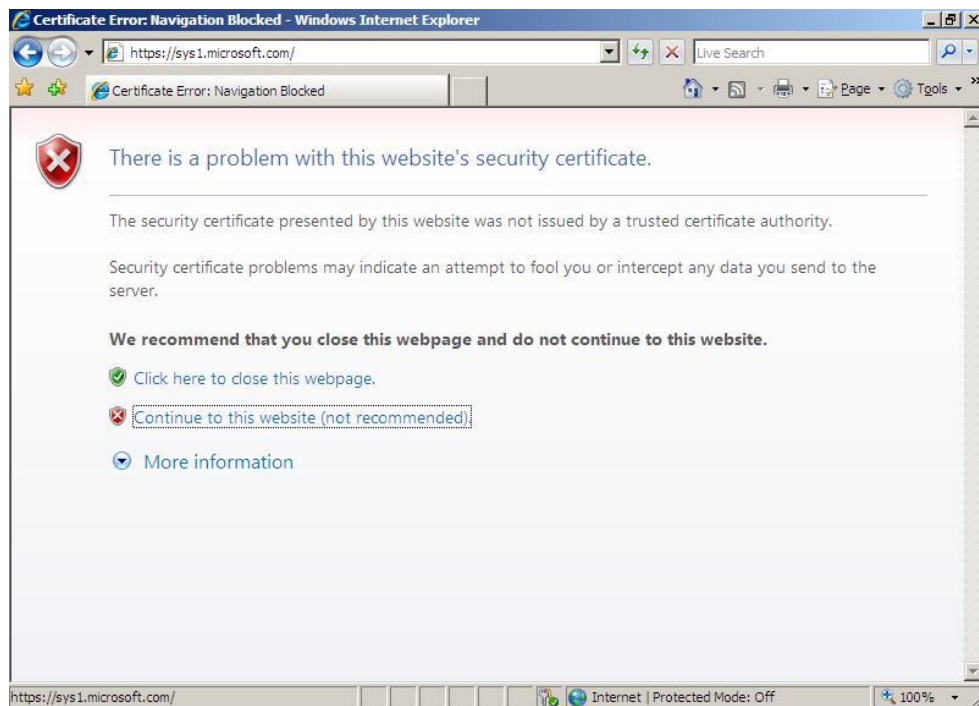 Certificate Error: Navigation Blocked - Windows Internet Explorer
https://sys1.microsoft.com/
Live Search
Certificate Error: Navigation Blocked
Page
Tools
»
There is a problem with this website's security certificate.
The security certificate presented by this website was not issued by a trusted certificate authority.
Security certificate problems may indicate an attempt to fool you or intercept any data you send to the
server.
We recommend that you close this webpage and do not continue to this website.
Click here to close this webpage.
Continue to this website (not recommended).
More information
https://sys1.microsoft.com/
Internet | Protected Mode: Off
100%